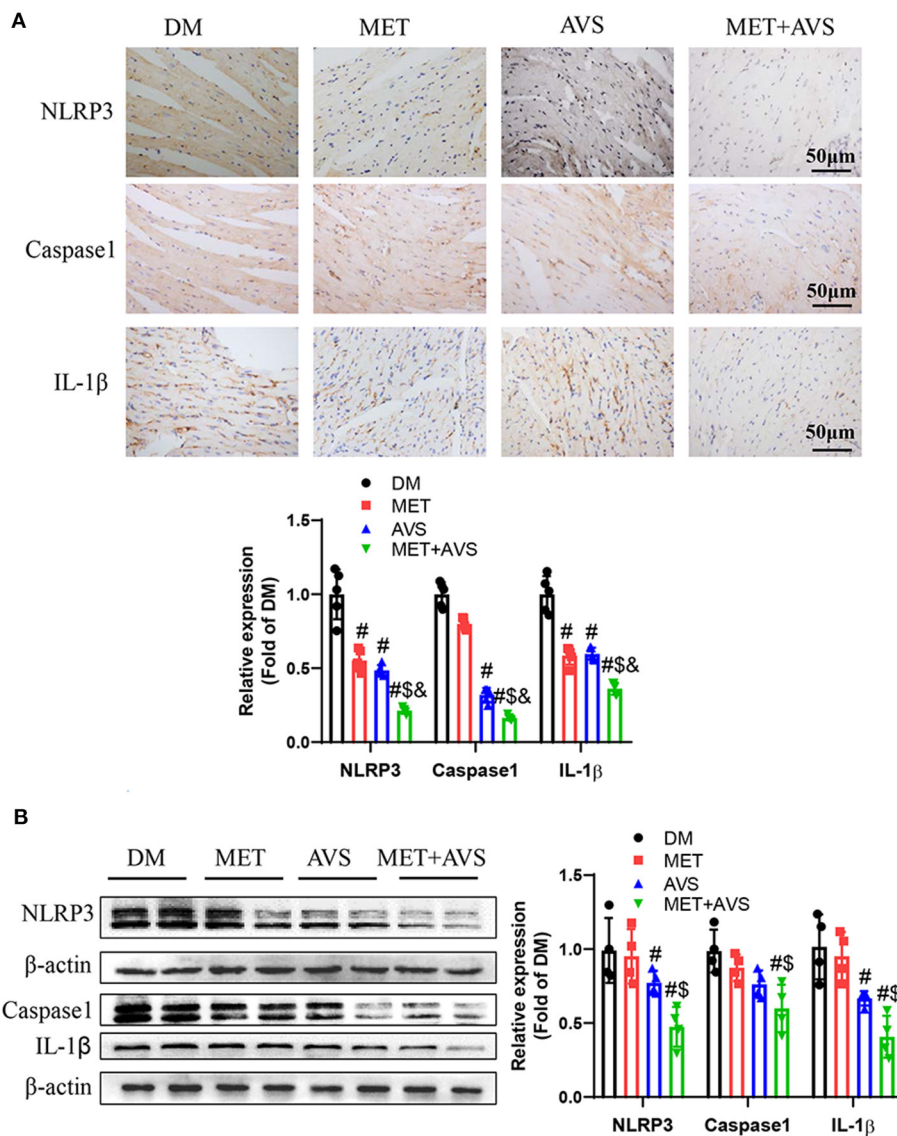 A
DM MET AVS MET+AVS
NLRP3
50μm
Caspase1
50μm
IL-1β
50μm
DM
MET
AVS
MET+AVS
Relative expression
(Fold of DM)
1.5
1.0
0.5
0.0
# # #$&
# #$&
# # #$&
NLRP3 Caspase1 IL-1β
B
DM MET AVS MET+AVS
NLRP3
β-actin
Caspase1
IL-1β
β-actin
DM
MET
AVS
MET+AVS
Relative expression
(Fold of DM)
1.5
1.0
0.5
0.0
# #$
#$
# #$
NLRP3 Caspase1 IL-1β